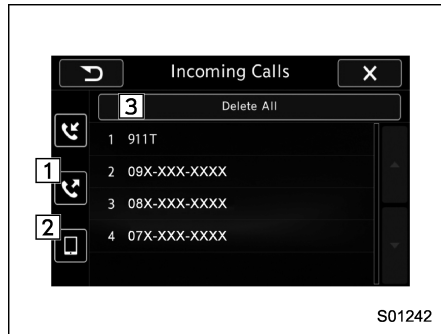 Incoming Calls X
3 Delete All
1 911T
1
2 09X-XXX-XXXX
3 08X-XXX-XXXX
2
4 07X-XXX-XXXX
S01242